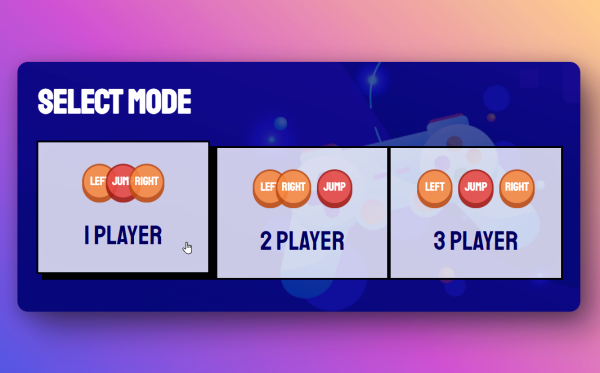 SELECT MODE
LEFT JUMP RIGHT
1 PLAYER
LEFT RIGHT JUMP
2 PLAYER
LEFT JUMP RIGHT
3 PLAYER